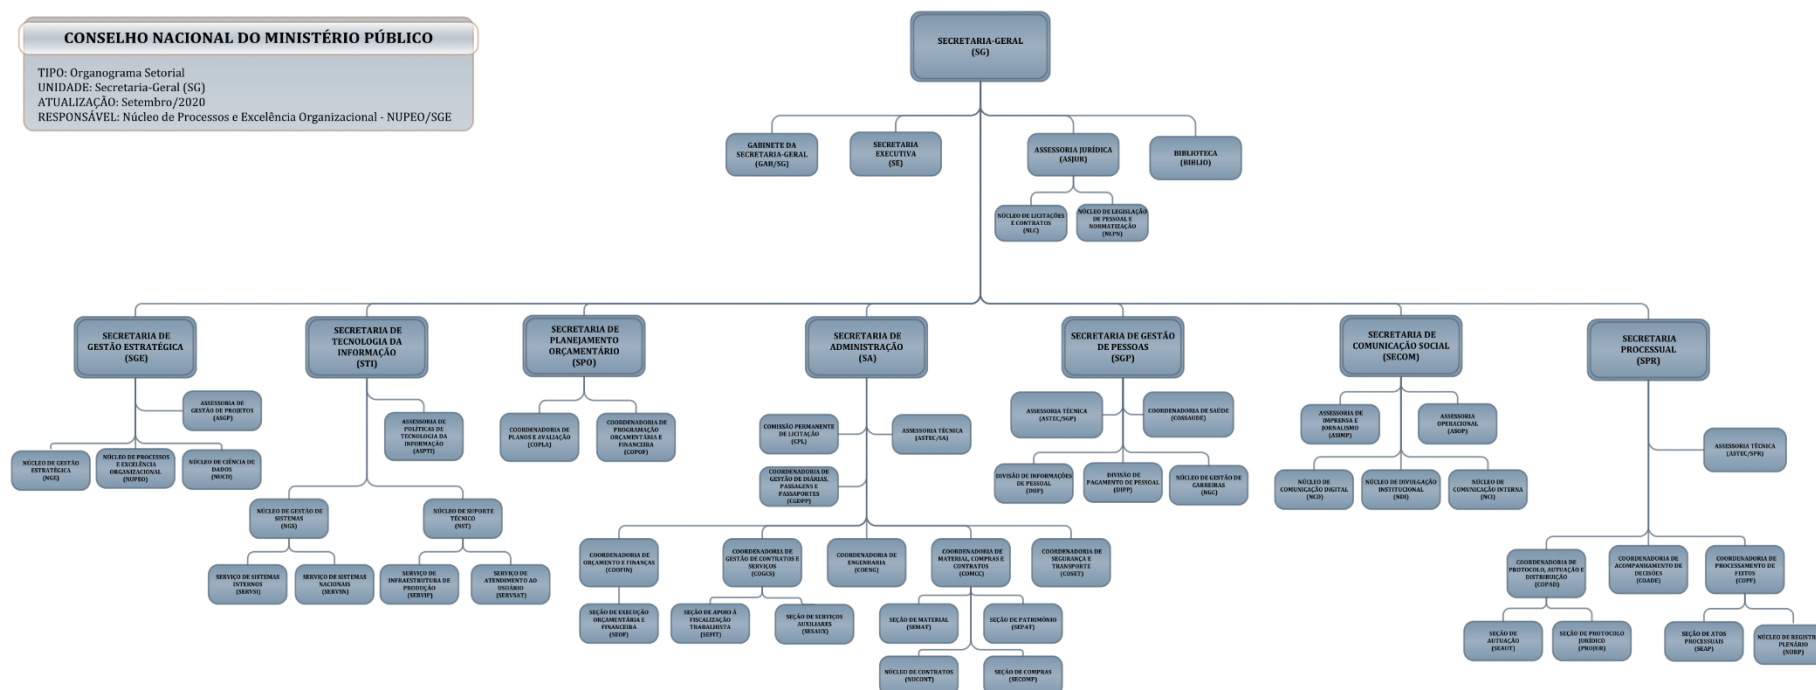 CONSELHO NACIONAL DO MINISTÉRIO PÚBLICO
TIPO: Organograma Setorial
UNIDADE: Secretaria-Geral (SG)
ATUALIZAÇÃO: Setembro/2020
RESPONSÁVEL: Núcleo de Processos e Excelência Organizacional - NUPEO/SGE
SECRETARIA-GERAL
(SG)
GABINETE DA
SECRETARIA-GERAL
(GAB/SG)
SECRETARIA
EXECUTIVA
(SE)
ASSESSORIA JURÍDICA
(ASJUR)
BIBLIOTECA
(BIBLIO)
NÚCLEO DE LICITAÇÕES
E CONTRATOS
(NLC)
NÚCLEO DE LEGISLAÇÃO
DE PESSOAL E
NORMATIZAÇÃO
(NLPN)
SECRETARIA DE
GESTÃO ESTRATÉGICA
(SGE)
ASSESSORIA DE
GESTÃO DE PROJETOS
(ASGP)
NÚCLEO DE GESTÃO
ESTRATÉGICA
(NGE)
NÚCLEO DE PROCESSOS
E EXCELÊNCIA
ORGANIZACIONAL
(NUPEO)
NÚCLEO DE CIÊNCIA DE
DADOS
(NUCD)
SECRETARIA DE
TECNOLOGIA DA
INFORMAÇÃO
(STI)
ASSESSORIA DE
POLÍTICAS DE
TECNOLOGIA DA
INFORMAÇÃO
(ASPTI)
NÚCLEO DE GESTÃO DE
SISTEMAS
(NGS)
NÚCLEO DE SUPORTE
TÉCNICO
(NST)
SERVIÇO DE SISTEMAS
INTERNOS
(SERVSI)
SERVIÇO DE SISTEMAS
NACIONAIS
(SERVSN)
SERVIÇO DE
INFRAESTRUTURA DE
PRODUÇÃO
(SERVIP)
SERVIÇO DE
ATENDIMENTO AO
USUÁRIO
(SERVSAT)
SECRETARIA DE
PLANEJAMENTO
ORÇAMENTÁRIO
(SPO)
COORDENADORIA DE
PLANOS E AVALIAÇÃO
(COPLA)
COORDENADORIA DE
PROGRAMAÇÃO
ORÇAMENTÁRIA E
FINANCEIRA
(COPOF)
SECRETARIA DE
ADMINISTRAÇÃO
(SA)
COMISSÃO PERMANENTE
DE LICITAÇÃO
(CPL)
ASSESSORIA TÉCNICA
(ASTEC/SA)
COORDENADORIA DE
GESTÃO DE DIÁRIAS,
PASSAGENS E
PASSAPORTES
(CGDPP)
COORDENADORIA DE
ORÇAMENTO E FINANÇAS
(COOFIN)
COORDENADORIA DE
GESTÃO DE CONTRATOS E
SERVIÇOS
(COGCS)
COORDENADORIA DE
ENGENHARIA
(COENG)
COORDENADORIA DE
MATERIAL, COMPRAS E
CONTRATOS
(COMCC)
COORDENADORIA DE
SEGURANÇA E
TRANSPORTE
(COSET)
SEÇÃO DE EXECUÇÃO
ORÇAMENTÁRIA E
FINANCEIRA
(SEOF)
SEÇÃO DE APOIO À
FISCALIZAÇÃO
TRABALHISTA
(SEFIT)
SEÇÃO DE SERVIÇOS
AUXILIARES
(SESAUX)
SEÇÃO DE MATERIAL
(SEMAT)
SEÇÃO DE PATRIMÔNIO
(SEPAT)
NÚCLEO DE CONTRATOS
(NUCONT)
SEÇÃO DE COMPRAS
(SECOMP)
SECRETARIA DE GESTÃO
DE PESSOAS
(SGP)
ASSESSORIA TÉCNICA
(ASTEC/SGP)
COORDENADORIA DE SAÚDE
(COSSAUDE)
DIVISÃO DE INFORMAÇÕES
DE PESSOAL
(DIIP)
DIVISÃO DE
PAGAMENTO DE PESSOAL
(DIPP)
NÚCLEO DE GESTÃO DE
CARREIRAS
(NGC)
SECRETARIA DE
COMUNICAÇÃO SOCIAL
(SECOM)
ASSESSORIA DE
IMPRENSA E
JORNALISMO
(ASIMP)
ASSESSORIA
OPERACIONAL
(ASOP)
NÚCLEO DE
COMUNICAÇÃO DIGITAL
(NCD)
NÚCLEO DE DIVULGAÇÃO
INSTITUCIONAL
(NDI)
NÚCLEO DE
COMUNICAÇÃO INTERNA
(NCI)
SECRETARIA
PROCESSUAL
(SPR)
ASSESSORIA TÉCNICA
(ASTEC/SPR)
COORDENADORIA DE
PROTOCOLO, AUTUAÇÃO E
DISTRIBUIÇÃO
(COPAD)
COORDENADORIA DE
ACOMPANHAMENTO DE
DECISÕES
(COADE)
COORDENADORIA DE
PROCESSAMENTO DE
FEITOS
(COPF)
SEÇÃO DE
AUTUAÇÃO
(SEAUT)
SEÇÃO DE PROTOCOLO
JURÍDICO
(PROJUR)
SEÇÃO DE ATOS
PROCESSUAIS
(SEAP)
NÚCLEO DE REGISTR
PLENÁRIO
(NURP)